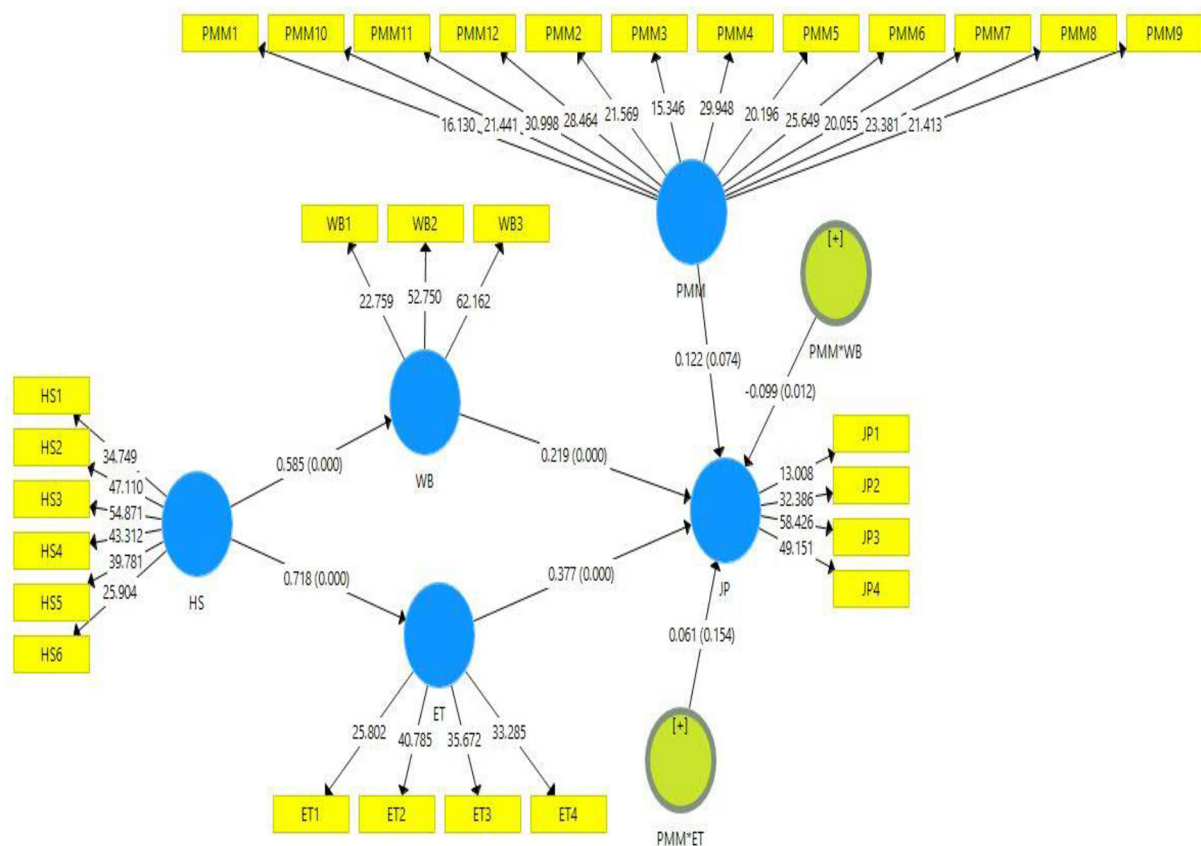 PMM1 PMM10 PMM11 PMM12 PMM2 PMM3 PMM4 PMM5 PMM6 PMM7 PMM8 PMM9
16.130 21.441 30.998 28.464 21.569 15.346 29.948 20.196 25.649 20.055 23.381 21.413
WB1 WB2 WB3
22.759 52.750 62.162
[+]
PMM
PMM*WB
0.122 (0.074)
-0.099 (0.012)
HS1
HS2
HS3
HS4
HS5
HS6
34.749
47.110
54.871
43.312
39.781
25.904
HS
0.585 (0.000)
WB
0.219 (0.000)
0.718 (0.000)
ET
0.377 (0.000)
JP
JP1
JP2
JP3
JP4
13.008
32.386
58.426
49.151
0.061 (0.154)
25.802 40.785 35.672 33.285
ET1 ET2 ET3 ET4
[+]
PMM*ET